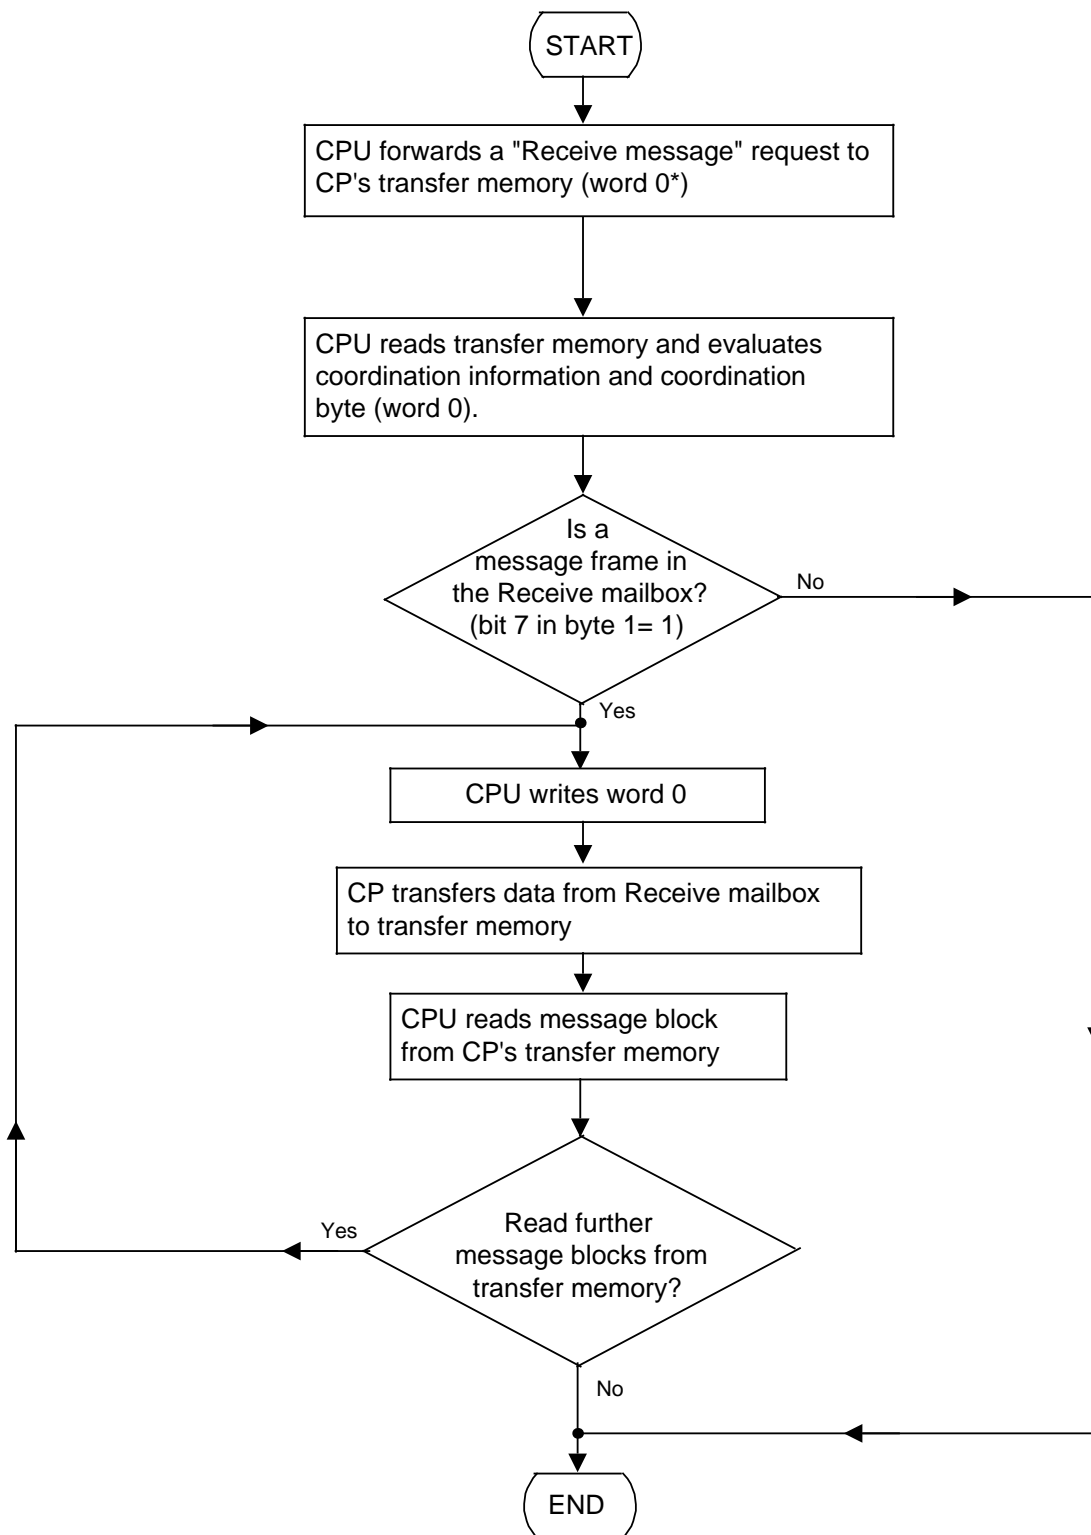 START
CPU forwards a "Receive message" request to
CP's transfer memory (word 0*)
CPU reads transfer memory and evaluates
coordination information and coordination
byte (word 0).
Is a
message frame in
the Receive mailbox?
(bit 7 in byte 1= 1)
No
Yes
CPU writes word 0
CP transfers data from Receive mailbox
to transfer memory
CPU reads message block
from CP's transfer memory
Yes
Read further
message blocks from
transfer memory?
No
END